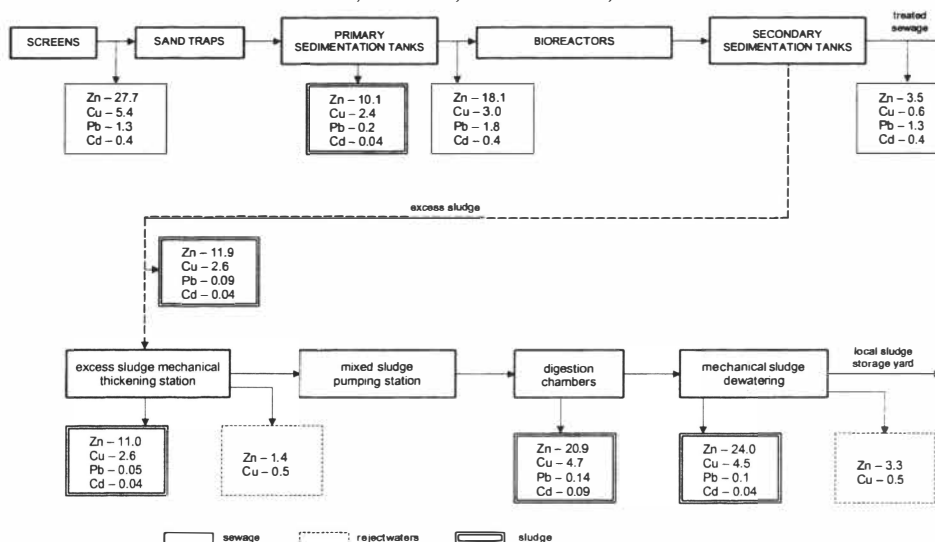 SCREENS
SAND TRAPS
PRIMARY
SEDIMENTATION TANKS
BIOREACTORS
SECONDARY
SEDIMENTATION TANKS
treated
sewage
Zn – 27.7
Cu – 5.4
Pb – 1.3
Cd – 0.4
Zn – 10.1
Cu – 2.4
Pb – 0.2
Cd – 0.04
Zn – 18.1
Cu – 3.0
Pb – 1.8
Cd – 0.4
Zn – 3.5
Cu – 0.6
Pb – 1.3
Cd – 0.4
excess sludge
Zn – 11.9
Cu – 2.6
Pb – 0.09
Cd – 0.04
excess sludge mechanical
thickening station
mixed sludge
pumping station
digestion
chambers
mechanical sludge
dewatering
local sludge
storage yard
Zn – 11.0
Cu – 2.6
Pb – 0.05
Cd – 0.04
Zn – 1.4
Cu – 0.5
Zn – 20.9
Cu – 4.7
Pb – 0.14
Cd – 0.09
Zn – 24.0
Cu – 4.5
Pb – 0.1
Cd – 0.04
Zn – 3.3
Cu – 0.5
sewage
rejectwaters
sludge